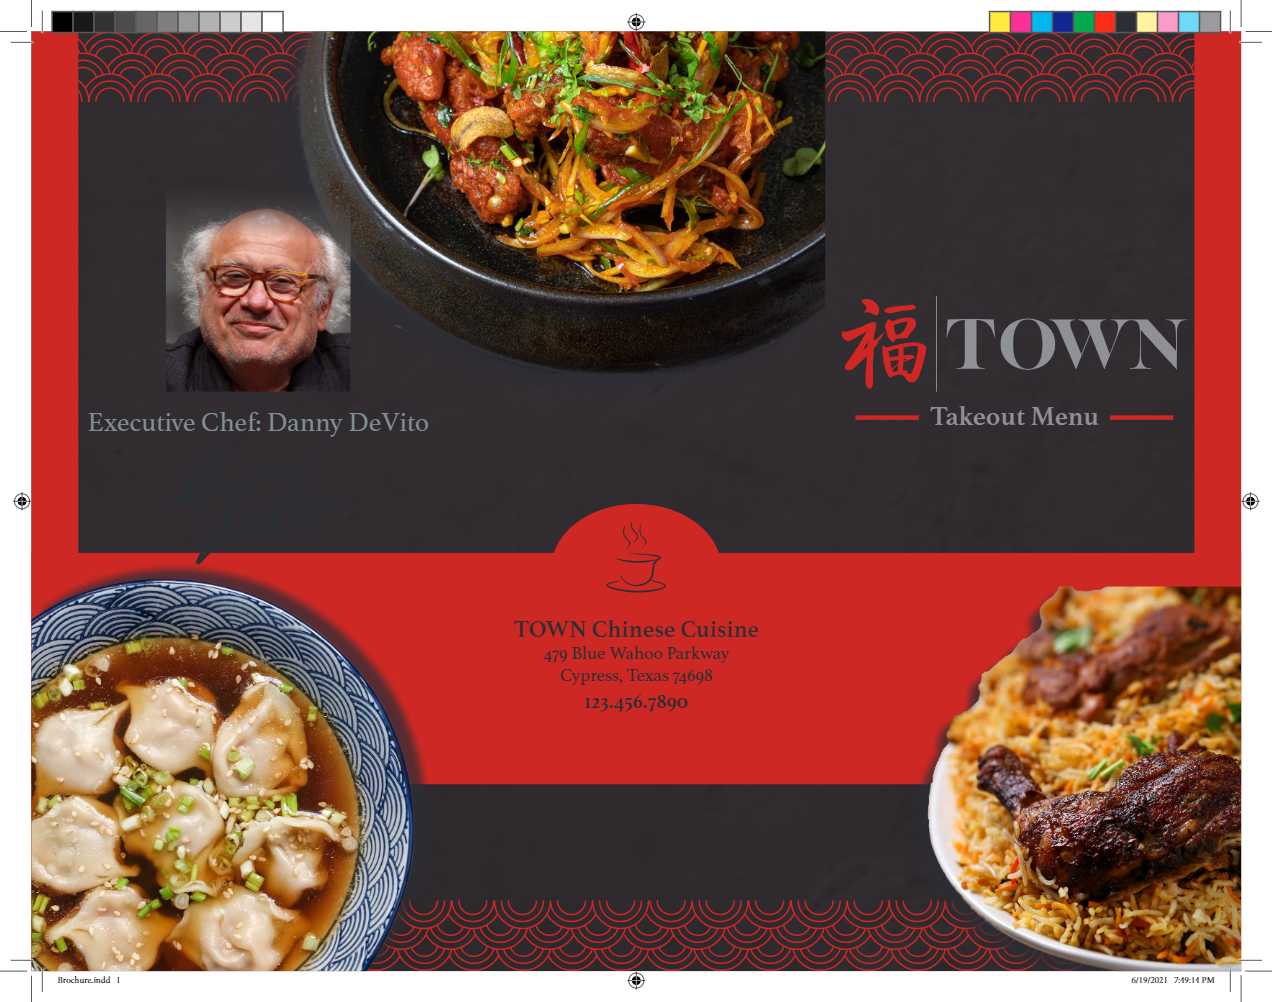 福 TOWN
Takeout Menu
Executive Chef: Danny DeVito
TOWN Chinese Cuisine
479 Blue Wahoo Parkway
Cypress, Texas 74698
123.456.7890
Brochure.indd 1
6/19/2021 7:49:14 PM